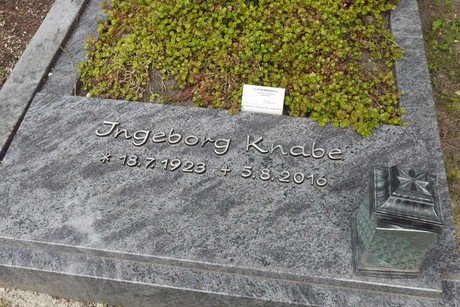 Ingeborg Knabe
* 18.7.1923 + 5.8.2016